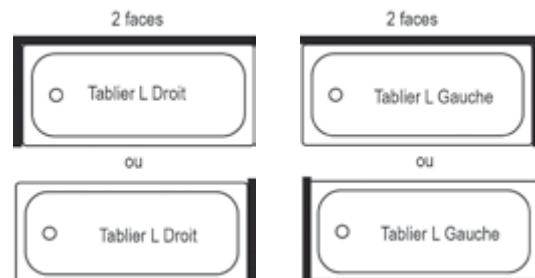 2 faces
2 faces
Tablier L Droit
Tablier L Gauche
ou
ou
Tablier L Droit
Tablier L Gauche